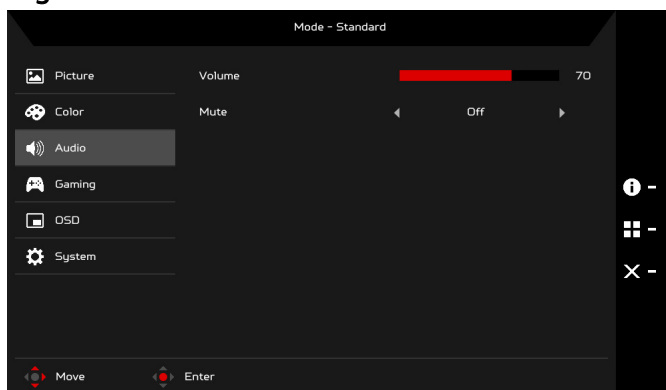 Mode - Standard
Picture
Volume
70
Color
Mute
Off
Audio
Gaming
OSD
System
Move
Enter